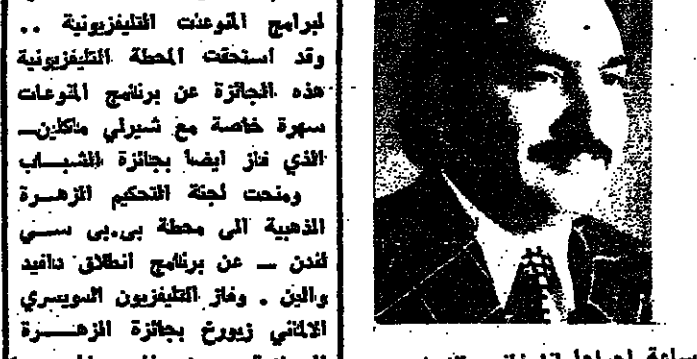 لبرامج المنوعات التليفزيونية ..
وقد استحقت المحطة التليفزيونية
هذه الجائزة عن برنامج المنوعات
سهرة خاصة مع شيرلي ماكلين ــ
الذي فاز ايضا بجائزة الشباب
ومنحت لجنة التحكيم الزهرة
الذهبية الى محطة بي.بي سي
لندن ــ عن برنامج انطلاق دافيد
والين . وفاز التليفزيون السويسري
الالماني زيورخ بجائزة الزهرة